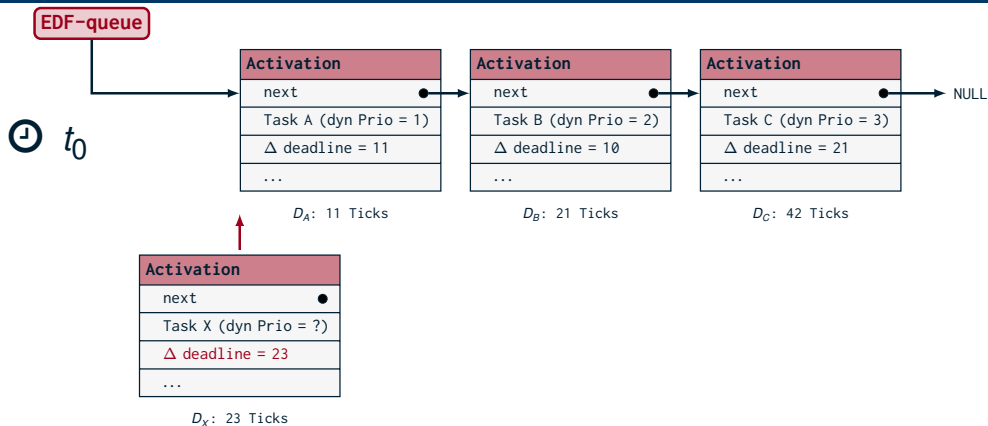 EDF-queue
t0
Activation
next
Task A (dyn Prio = 1)
Δ deadline = 11
...
D_A: 11 Ticks
Activation
next
Task B (dyn Prio = 2)
Δ deadline = 10
...
D_B: 21 Ticks
Activation
next
Task C (dyn Prio = 3)
Δ deadline = 21
...
D_C: 42 Ticks
NULL
Activation
next
Task X (dyn Prio = ?)
Δ deadline = 23
...
D_X: 23 Ticks